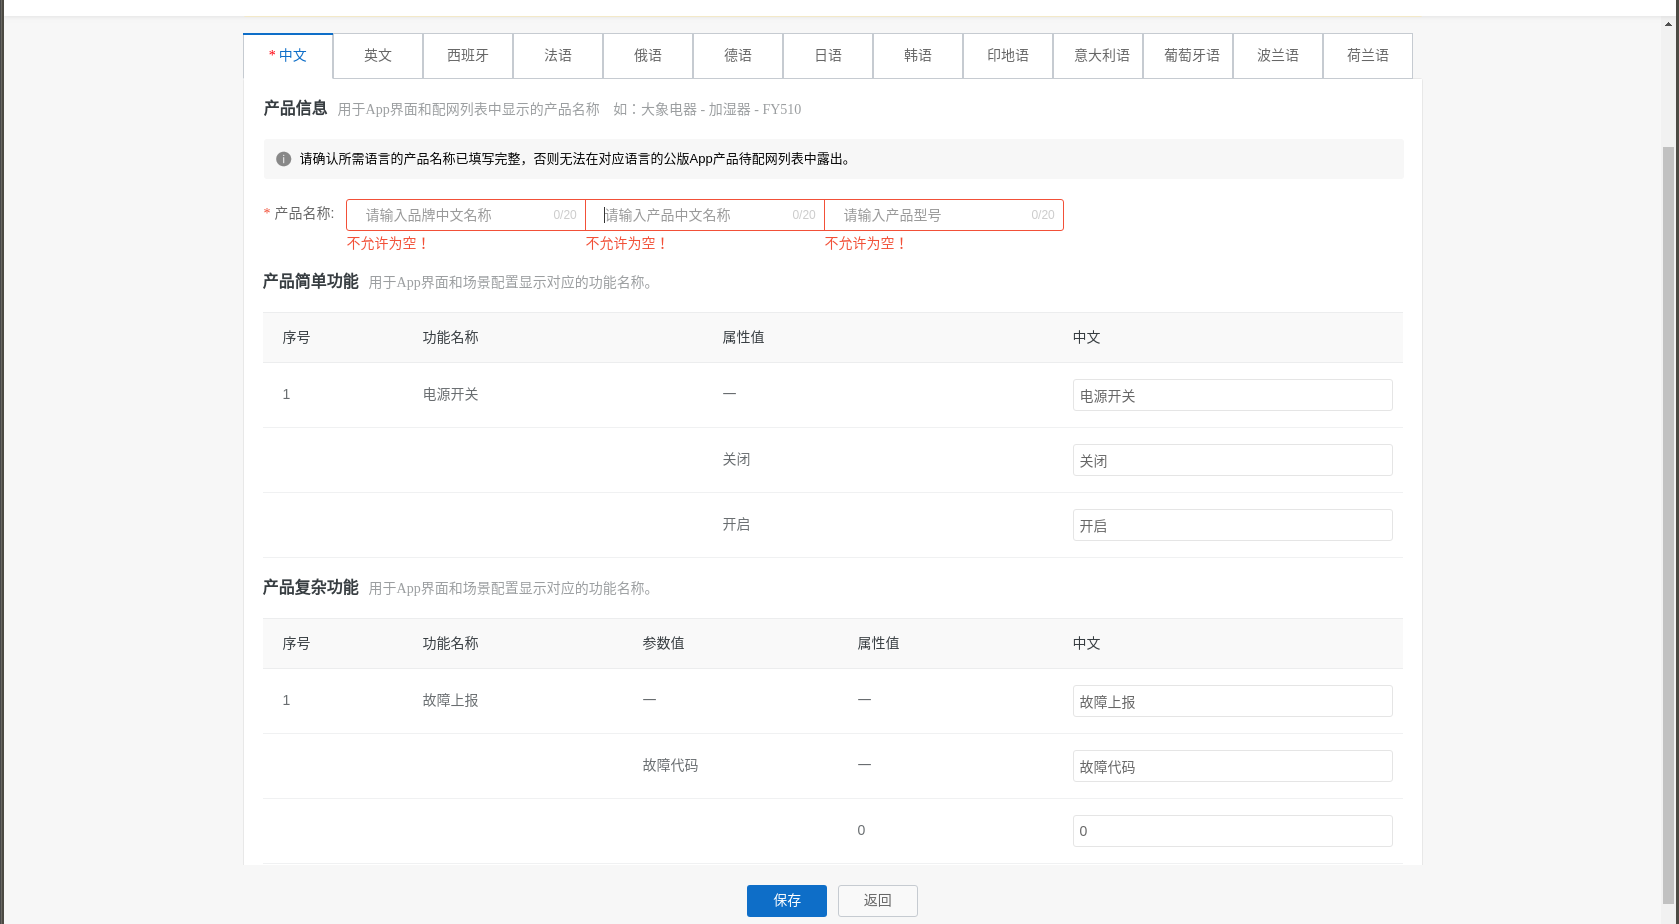 * 中文 英文 西班牙 法语 俄语 德语 日语 韩语 印地语 意大利语 葡萄牙语 波兰语 荷兰语
产品信息 用于App界面和配网列表中显示的产品名称 如：大象电器 - 加湿器 - FY510
请确认所需语言的产品名称已填写完整，否则无法在对应语言的公版App产品待配网列表中露出。
* 产品名称: 请输入品牌中文名称 0/20 请输入产品中文名称 0/20 请输入产品型号 0/20
不允许为空！ 不允许为空！ 不允许为空！
产品简单功能 用于App界面和场景配置显示对应的功能名称。
序号 功能名称 属性值 中文
1 电源开关 — 电源开关
关闭 关闭
开启 开启
产品复杂功能 用于App界面和场景配置显示对应的功能名称。
序号 功能名称 参数值 属性值 中文
1 故障上报 — — 故障上报
故障代码 — 故障代码
0 0
保存 返回